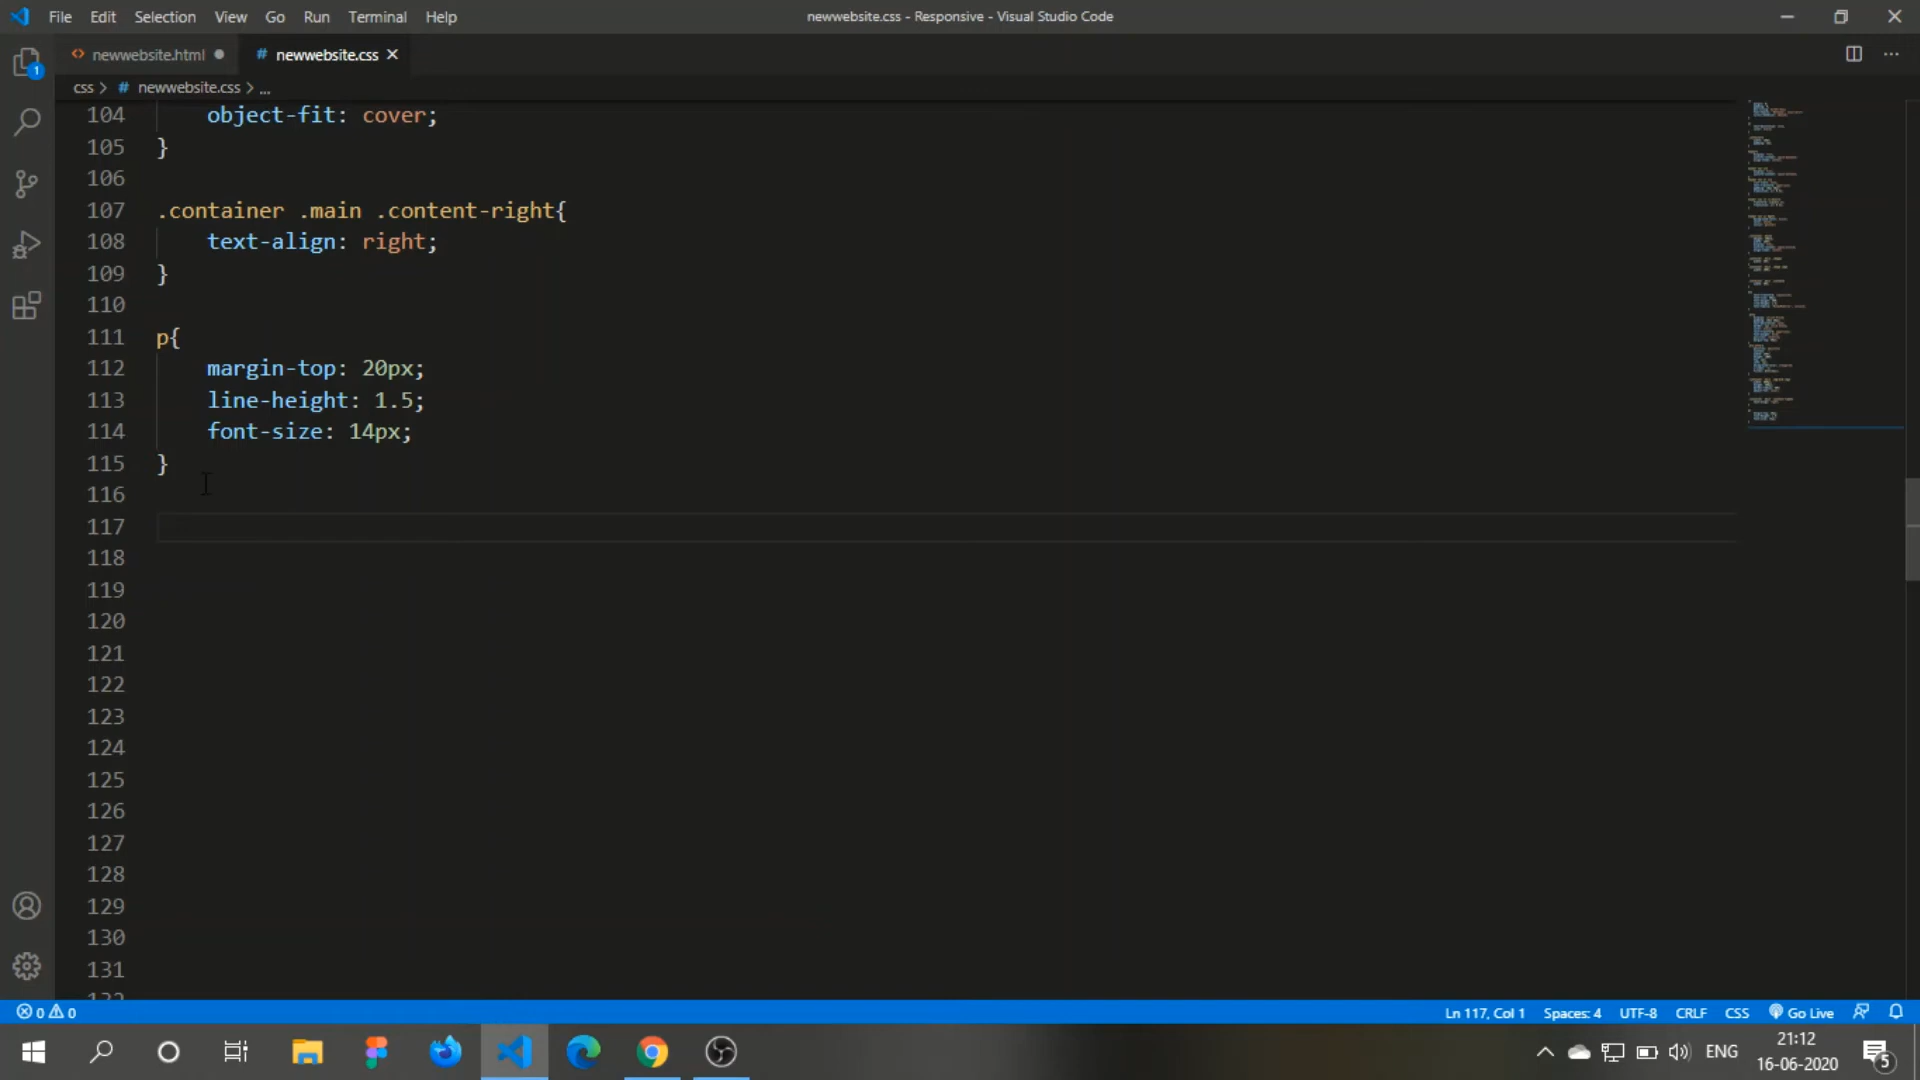 File Edit Selection View Go Run Terminal Help
newwebsite.css - Responsive - Visual Studio Code
newwebsite.html
# newwebsite.css
css > # newwebsite.css > ...
1
104 object-fit: cover;
105 }
106
107 .container .main .content-right{
108 text-align: right;
109 }
110
111 p{
112 margin-top: 20px;
113 line-height: 1.5;
114 font-size: 14px;
115 }
116
117
118
119
120
121
122
123
124
125
126
127
128
129
130
131
0 0
Ln 117, Col 1 Spaces: 4 UTF-8 CRLF CSS Go Live
ENG
21:12
16-06-2020
5